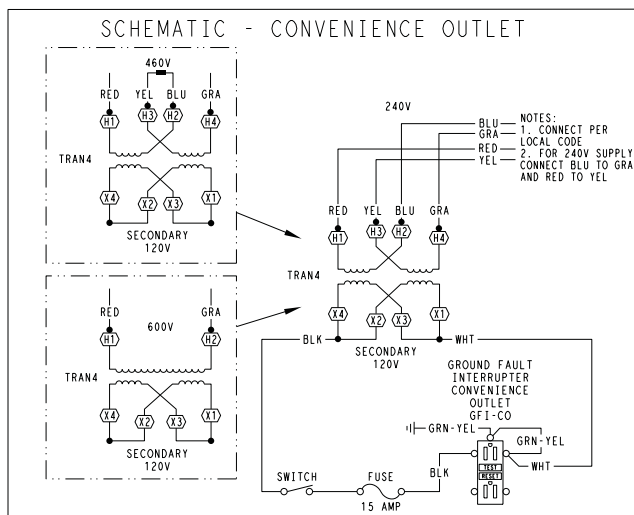 SCHEMATIC - CONVENIENCE OUTLET
460V
RED YEL BLU GRA
H1 H3 H2 H4
TRAN4
X4 X2 X3 X1
SECONDARY
120V
RED GRA
600V
H1 H2
TRAN4
X4 X2 X3 X1
SECONDARY
120V
240V
BLU
GRA
RED
YEL
NOTES:
1. CONNECT PER
LOCAL CODE
2. FOR 240V SUPPLY
CONNECT BLU TO GRA
AND RED TO YEL
RED YEL BLU GRA
H1 H3 H2 H4
TRAN4
X4 X2 X3 X1
BLK WHT
SECONDARY
120V
GROUND FAULT
INTERRUPTER
CONVENIENCE
OUTLET
GFI-CO
GRN-YEL
GRN-YEL
WHT
BLK
TEST
RESET
SWITCH FUSE
15 AMP